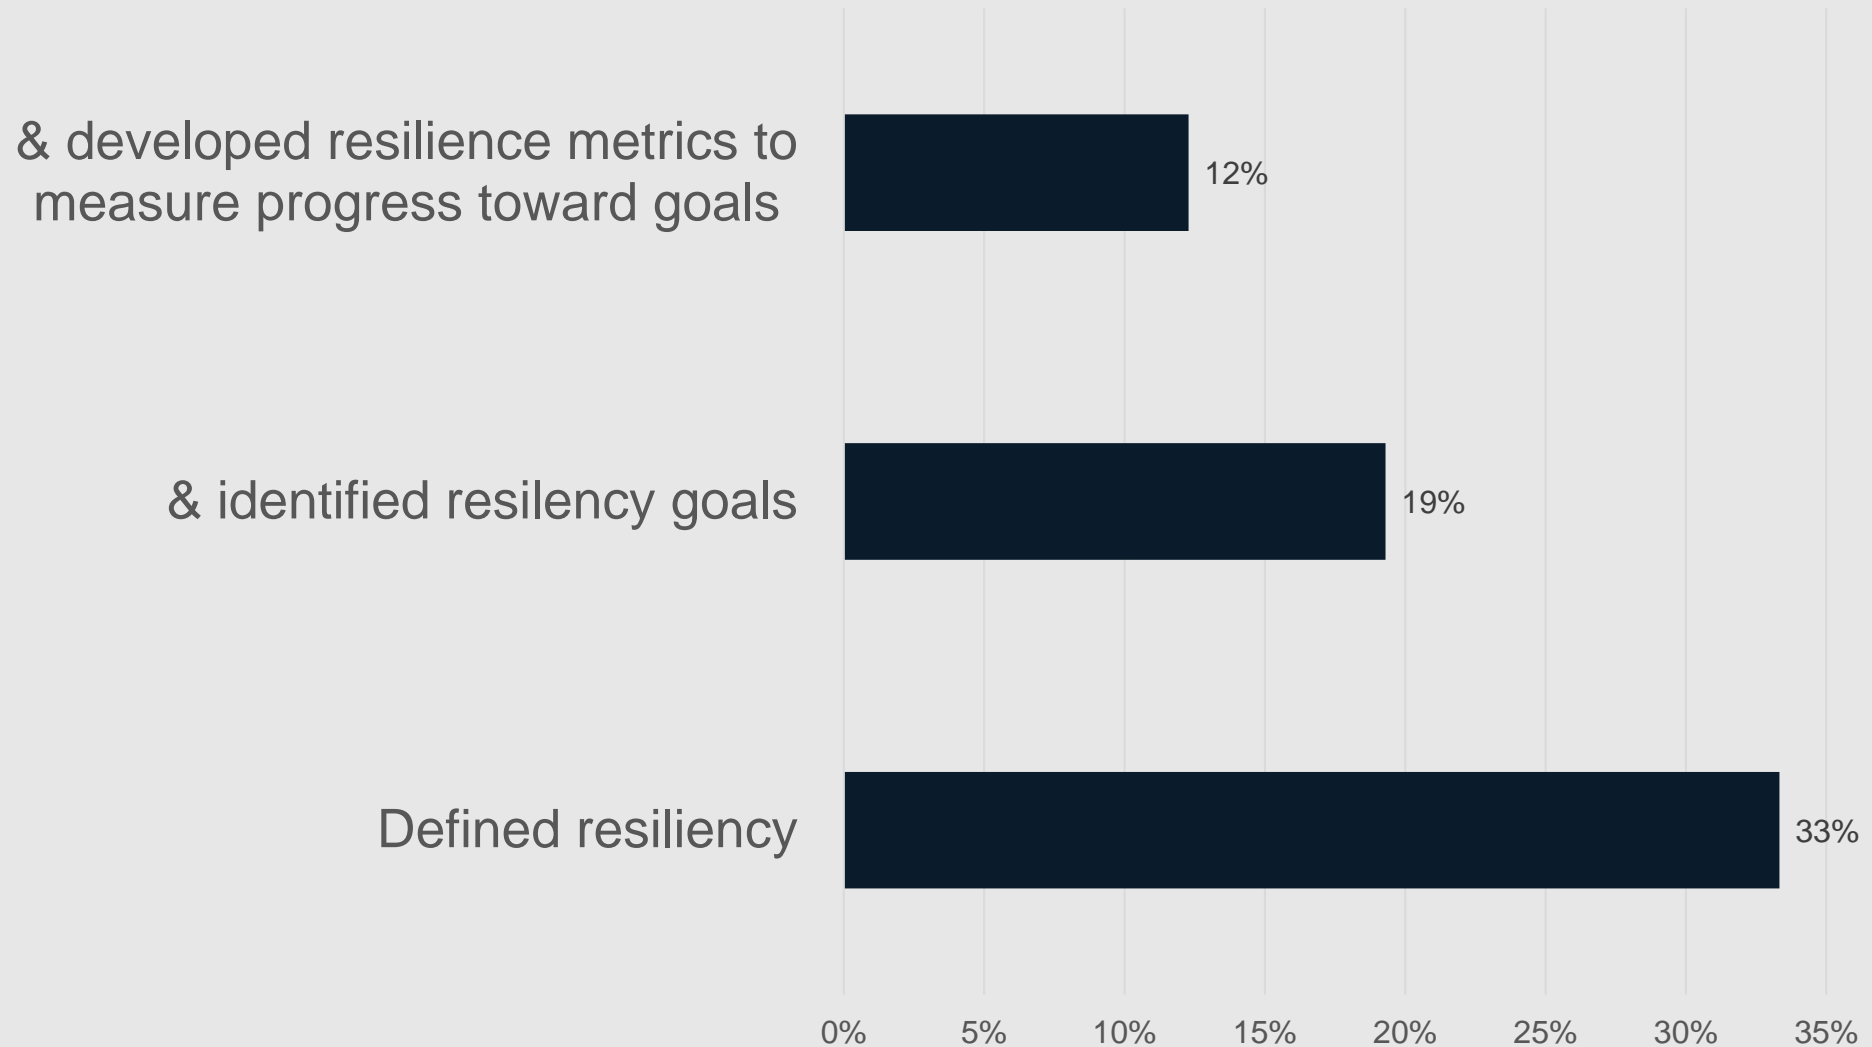 & developed resilience metrics to
measure progress toward goals
12%
& identified resilency goals
19%
Defined resiliency
33%
0% 5% 10% 15% 20% 25% 30% 35%